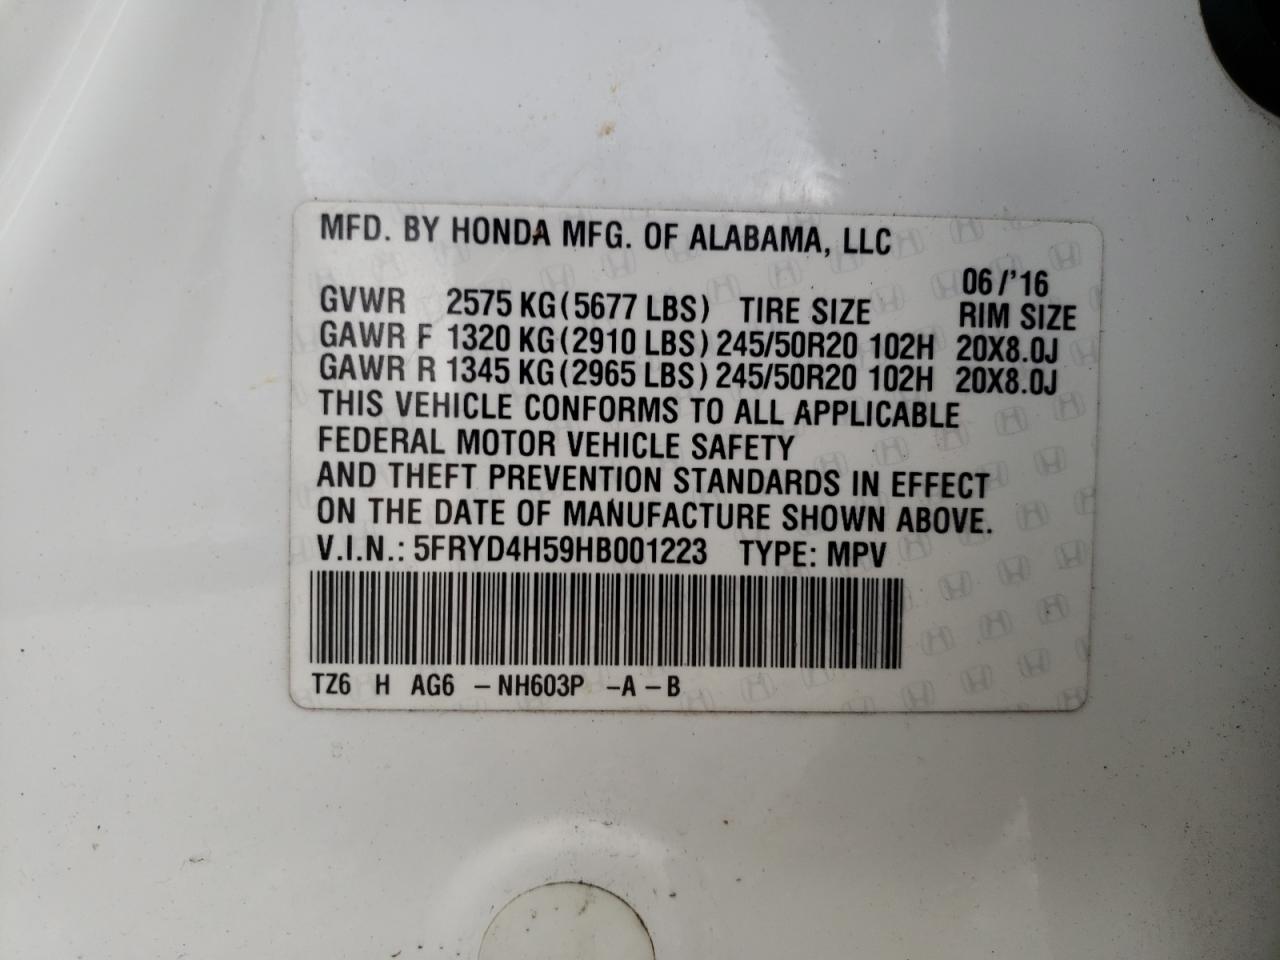 MFD. BY HONDA MFG. OF ALABAMA, LLC
06/'16
GVWR 2575 KG (5677 LBS) TIRE SIZE RIM SIZE
GAWR F 1320 KG (2910 LBS) 245/50R20 102H 20X8.0J
GAWR R 1345 KG (2965 LBS) 245/50R20 102H 20X8.0J
THIS VEHICLE CONFORMS TO ALL APPLICABLE
FEDERAL MOTOR VEHICLE SAFETY
AND THEFT PREVENTION STANDARDS IN EFFECT
ON THE DATE OF MANUFACTURE SHOWN ABOVE.
V.I.N.: 5FRYD4H59HB001223 TYPE: MPV
TZ6 H AG6 -NH603P -A -B